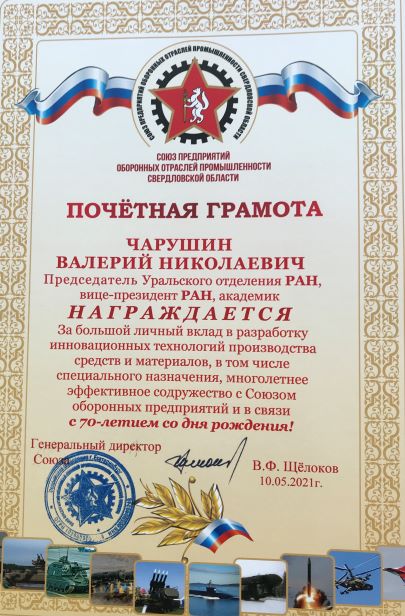 СОЮЗ ПРЕДПРИЯТИЙ ОБОРОННЫХ ОТРАСЛЕЙ ПРОМЫШЛЕННОСТИ СВЕРДЛОВСКОЙ ОБЛАСТИ
СОЮЗ ПРЕДПРИЯТИЙ
ОБОРОННЫХ ОТРАСЛЕЙ ПРОМЫШЛЕННОСТИ
СВЕРДЛОВСКОЙ ОБЛАСТИ
ПОЧЁТНАЯ ГРАМОТА
ЧАРУШИН
ВАЛЕРИЙ НИКОЛАЕВИЧ
Председатель Уральского отделения РАН,
вице-президент РАН, академик
НАГРАЖДАЕТСЯ
За большой личный вклад в разработку
инновационных технологий производства
средств и материалов, в том числе
специального назначения, многолетнее
эффективное содружество с Союзом
оборонных предприятий и в связи
с 70-летием со дня рождения!
Генеральный директор
Союза
В.Ф. Щёлоков
10.05.2021г.